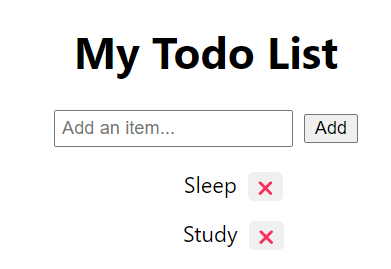 My Todo List
Add an item... Add
Sleep
Study